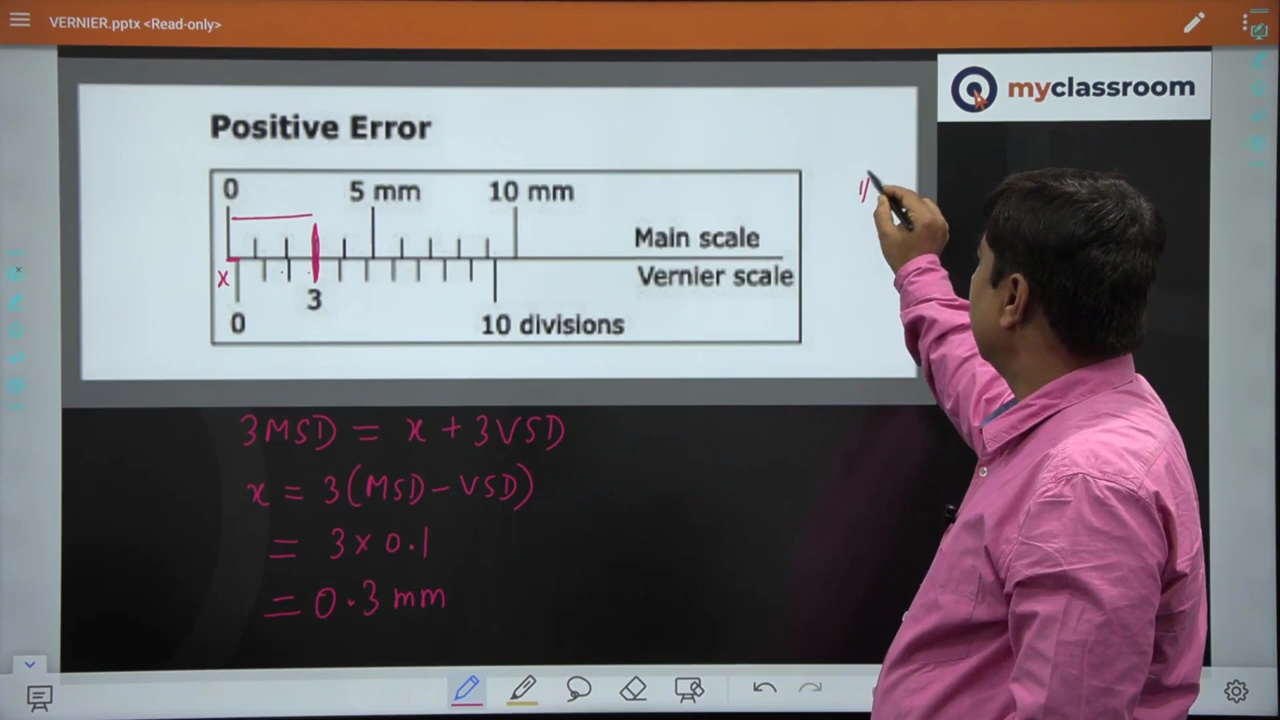 VERNIER.pptx <Read-only>
myclassroom
Positive Error
0 5 mm 10 mm
Main scale
x Vernier scale
3
0 10 divisions
3MSD = x + 3VSD
x = 3(MSD - VSD)
= 3 x 0.1
= 0.3 mm